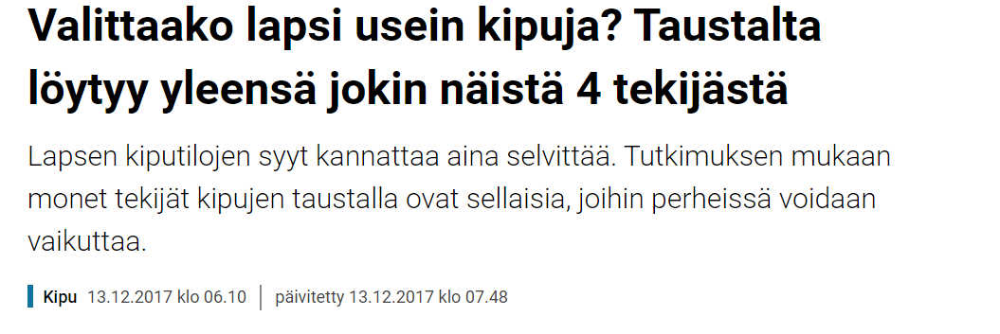 Valittaako lapsi usein kipuja? Taustalta
löytyy yleensä jokin näistä 4 tekijästä
Lapsen kiputilojen syyt kannattaa aina selvittää. Tutkimuksen mukaan
monet tekijät kipujen taustalla ovat sellaisia, joihin perheissä voidaan
vaikuttaa.
Kipu 13.12.2017 klo 06.10 | päivitetty 13.12.2017 klo 07.48